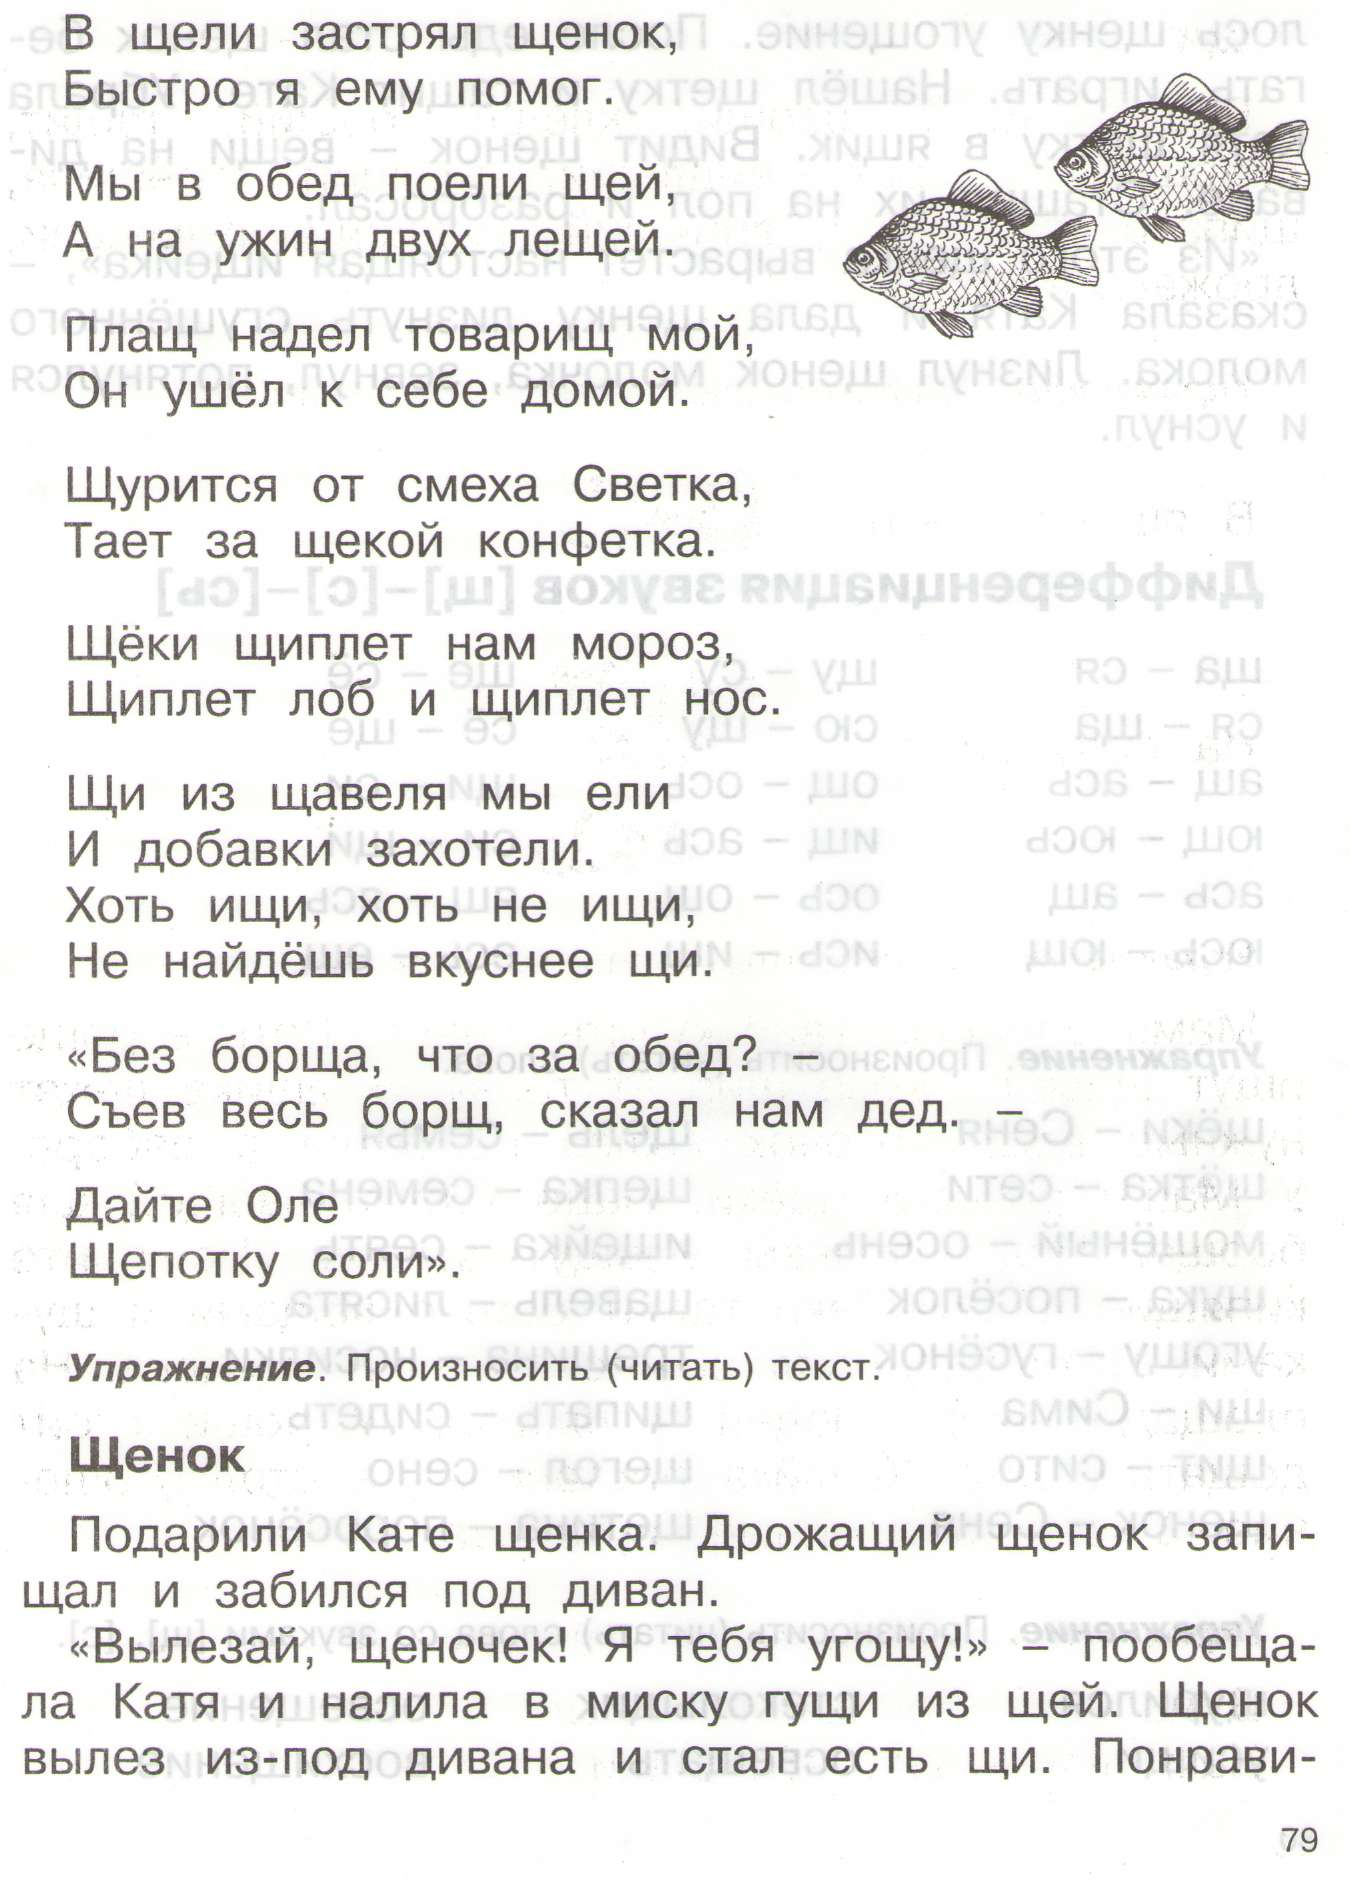 В щели застрял щенок,
Быстро я ему помог.
Мы в обед поели щей,
А на ужин двух лещей.
Плащ надел товарищ мой,
Он ушёл к себе домой.
Щурится от смеха Светка,
Тает за щекой конфетка.
Щёки щиплет нам мороз,
Щиплет лоб и щиплет нос.
Щи из щавеля мы ели
И добавки захотели.
Хоть ищи, хоть не ищи,
Не найдёшь вкуснее щи.
«Без борща, что за обед? –
Съев весь борщ, сказал нам дед. –
Дайте Оле
Щепотку соли».
Упражнение. Произносить (читать) текст.
Щенок
Подарили Кате щенка. Дрожащий щенок запи-
щал и забился под диван.
«Вылезай, щеночек! Я тебя угощу!» – пообеща-
ла Катя и налила в миску гущи из щей. Щенок
вылез из-под дивана и стал есть щи. Понрави-
79